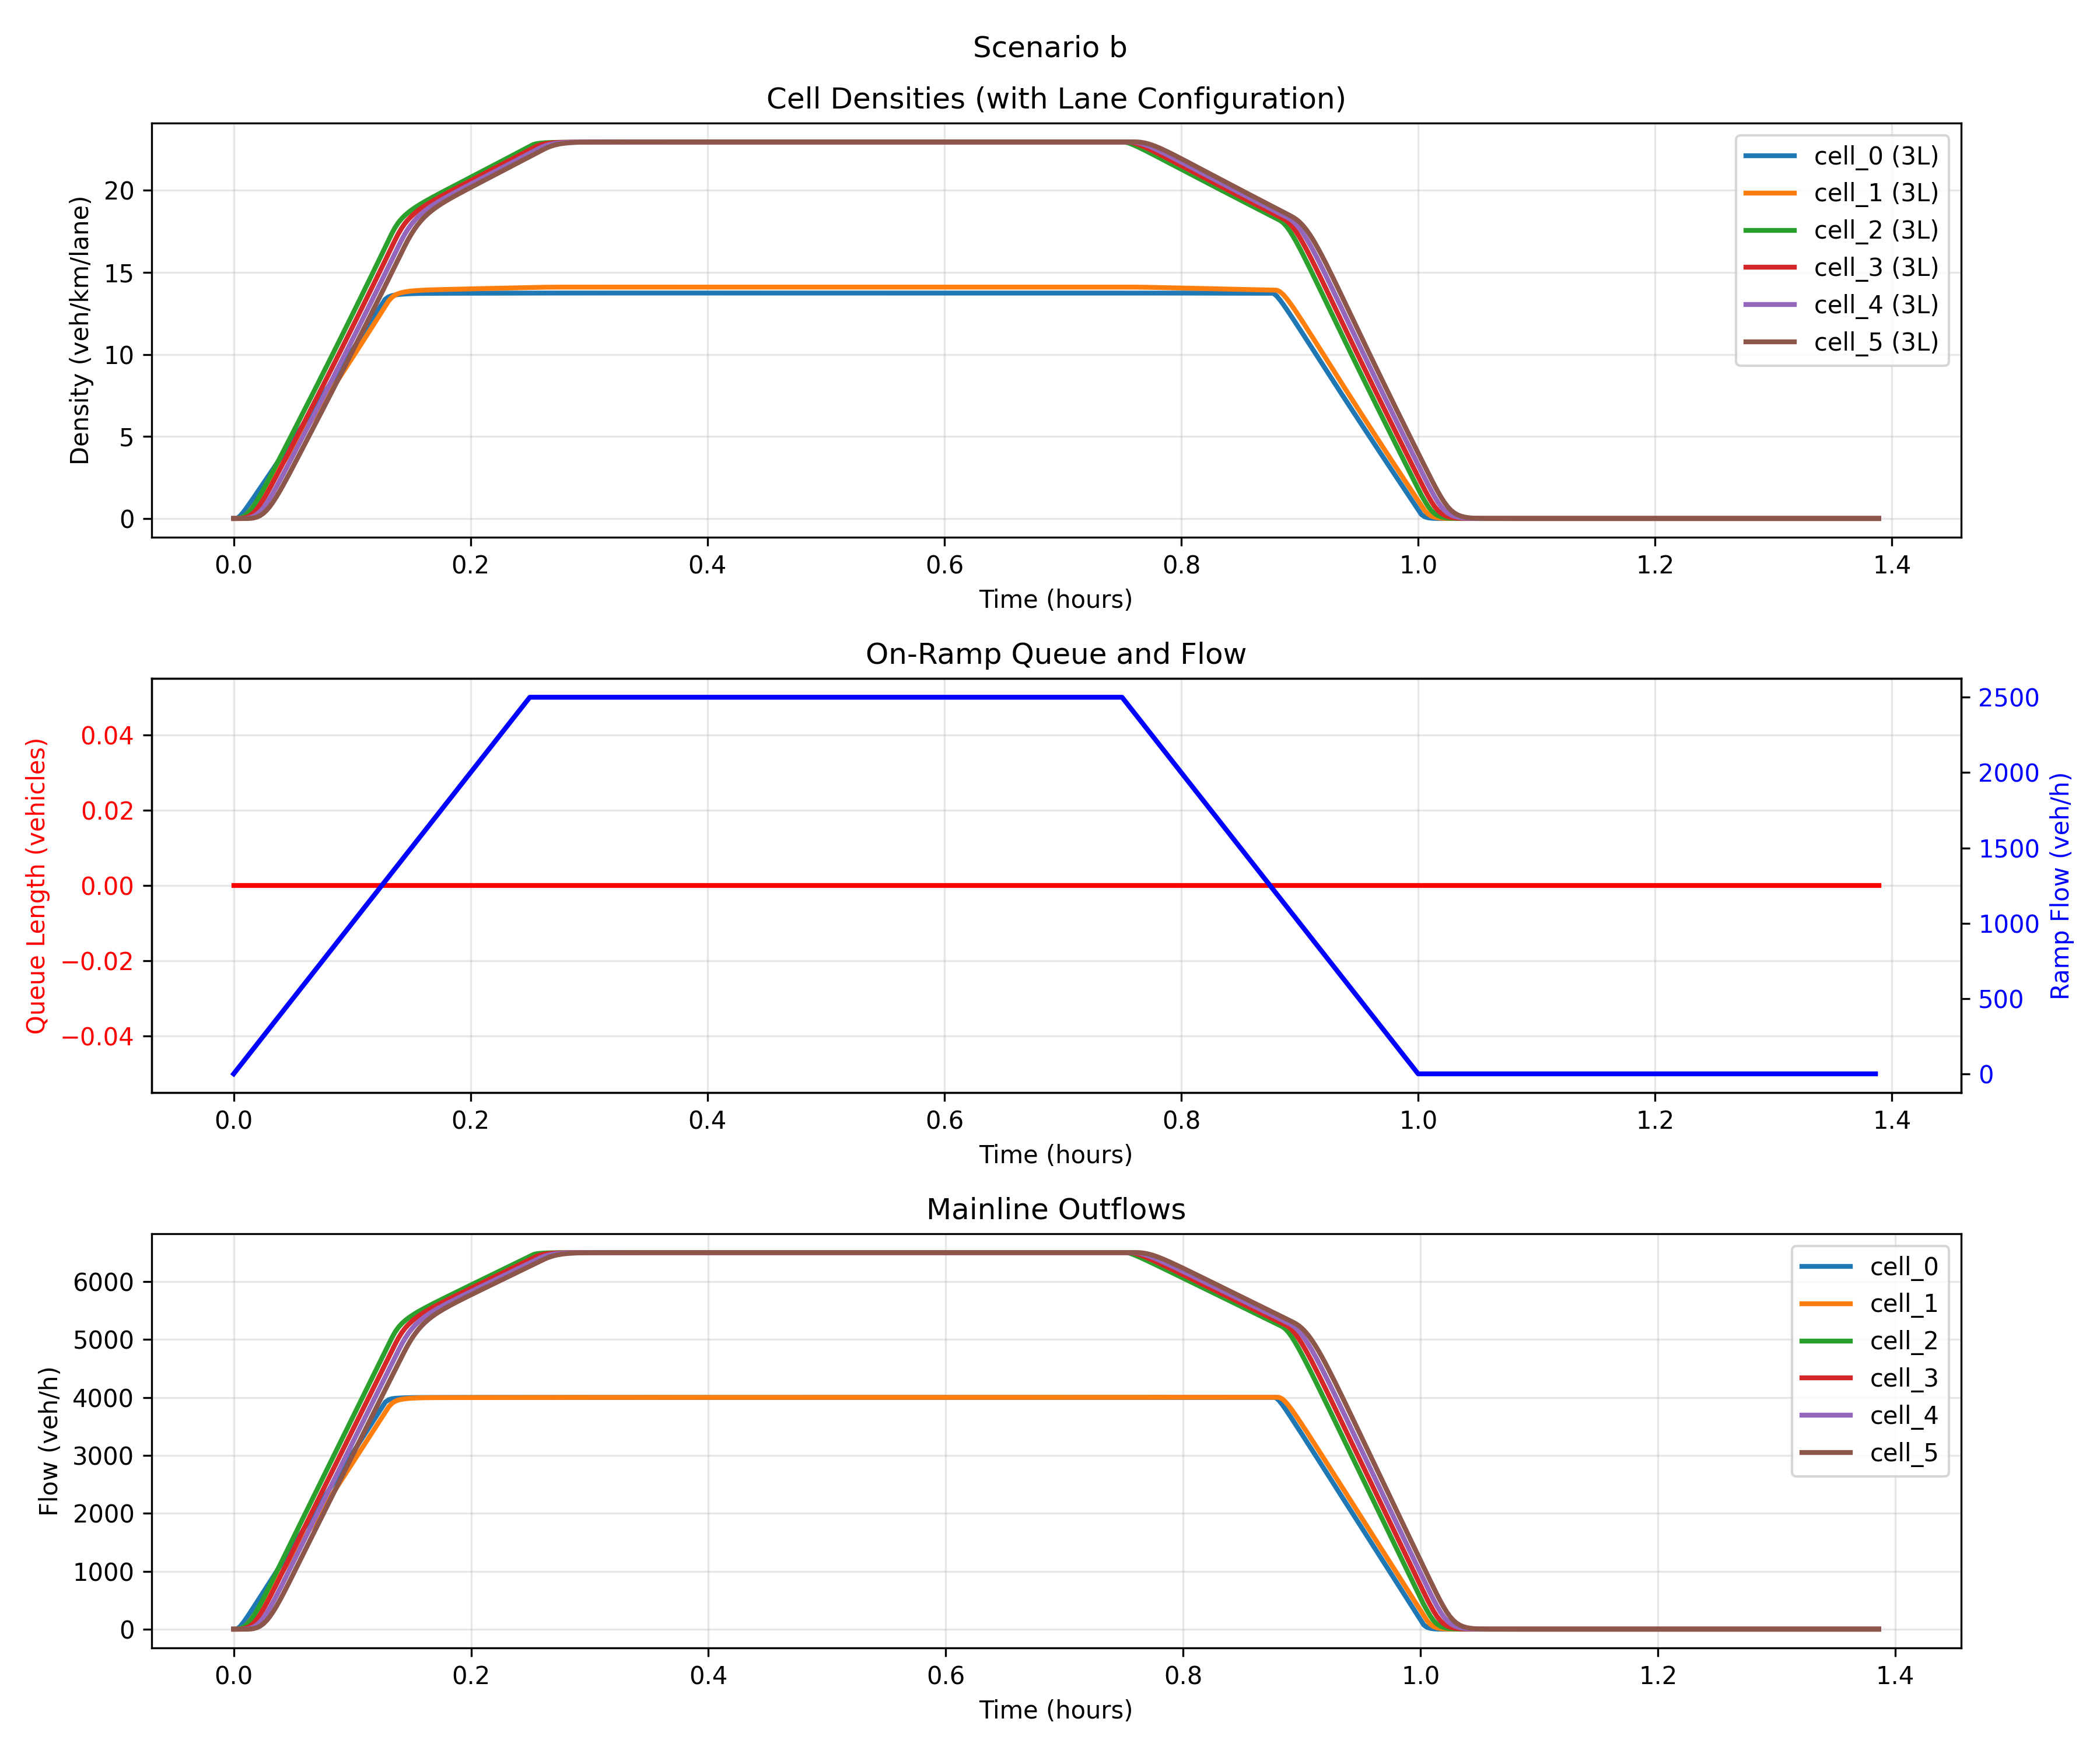 Scenario b
Cell Densities (with Lane Configuration)
Density (veh/km/lane)
20
15
10
5
0
cell_0 (3L)
cell_1 (3L)
cell_2 (3L)
cell_3 (3L)
cell_4 (3L)
cell_5 (3L)
0.0 0.2 0.4 0.6 0.8 1.0 1.2 1.4
Time (hours)
On-Ramp Queue and Flow
Queue Length (vehicles)
0.04
0.02
0.00
−0.02
−0.04
2500
2000
1500
1000
500
0
Ramp Flow (veh/h)
0.0 0.2 0.4 0.6 0.8 1.0 1.2 1.4
Time (hours)
Mainline Outflows
Flow (veh/h)
6000
5000
4000
3000
2000
1000
0
cell_0
cell_1
cell_2
cell_3
cell_4
cell_5
0.0 0.2 0.4 0.6 0.8 1.0 1.2 1.4
Time (hours)